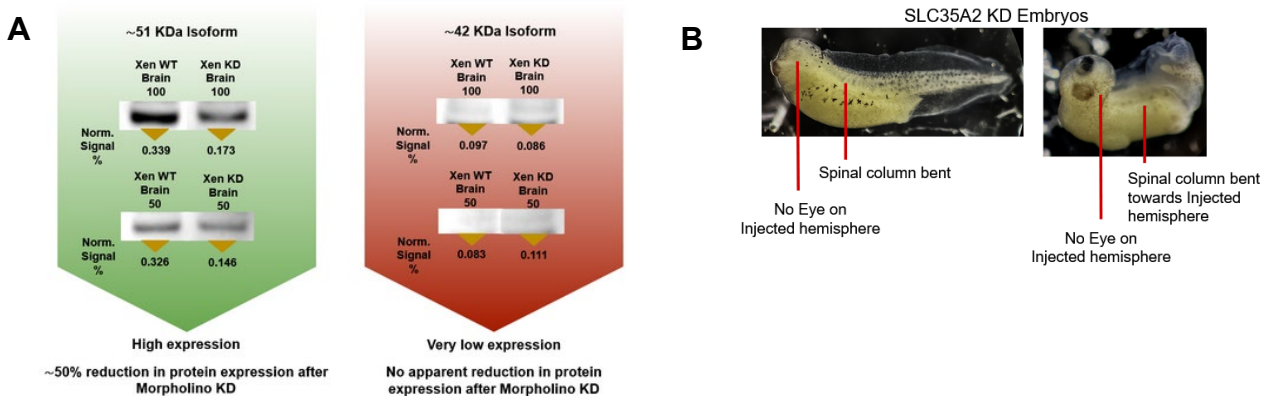 A
~51 KDa Isoform
Xen WT Xen KD
Brain Brain
100 100
Norm.
Signal
%
0.339 0.173
Xen WT Xen KD
Brain Brain
50 50
Norm.
Signal
%
0.326 0.146
High expression
~50% reduction in protein expression after
Morpholino KD
~42 KDa Isoform
Xen WT Xen KD
Brain Brain
100 100
Norm.
Signal
%
0.097 0.086
Xen WT Xen KD
Brain Brain
50 50
Norm.
Signal
%
0.083 0.111
Very low expression
No apparent reduction in protein
expression after Morpholino KD
B
SLC35A2 KD Embryos
Spinal column bent
No Eye on
Injected hemisphere
Spinal column bent
towards Injected
hemisphere
No Eye on
Injected hemisphere